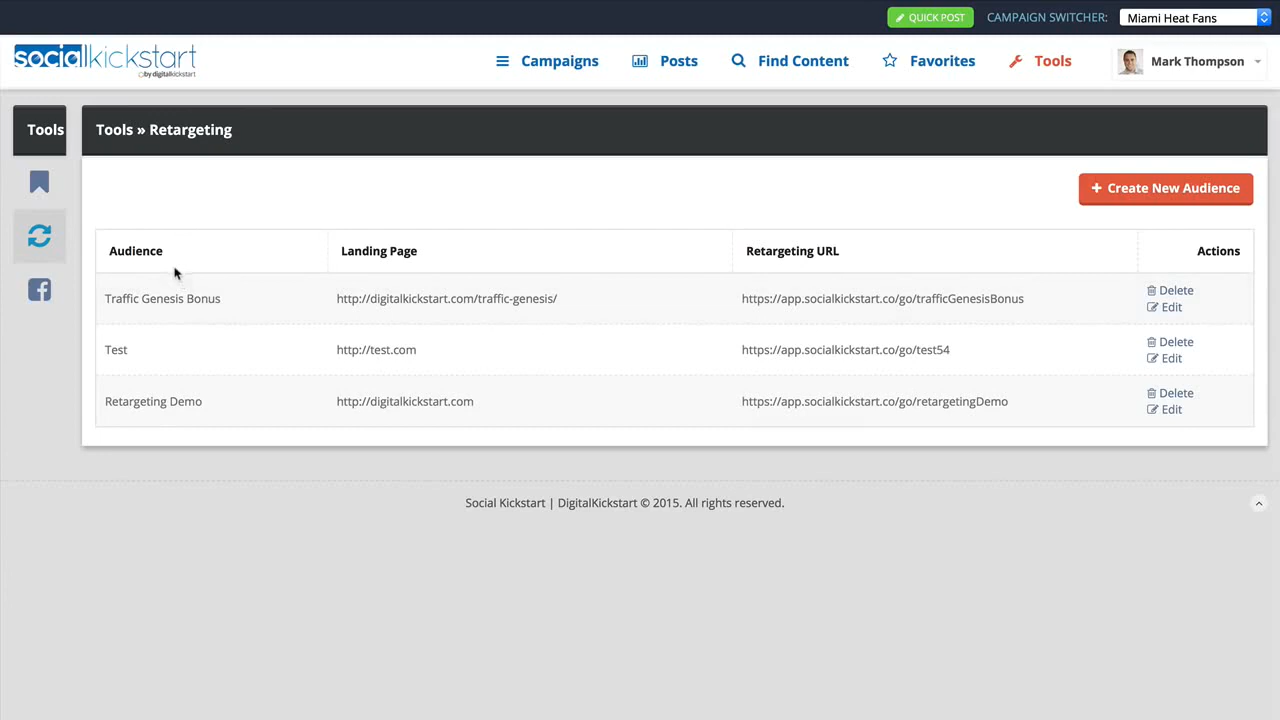 QUICK POST CAMPAIGN SWITCHER: Miami Heat Fans
socialkickstart
by digitalkickstart
Campaigns Posts Find Content Favorites Tools Mark Thompson
Tools
Tools » Retargeting
+ Create New Audience
Audience Landing Page Retargeting URL Actions
Traffic Genesis Bonus http://digitalkickstart.com/traffic-genesis/ https://app.socialkickstart.co/go/trafficGenesisBonus Delete
Edit
Test http://test.com https://app.socialkickstart.co/go/test54 Delete
Edit
Retargeting Demo http://digitalkickstart.com https://app.socialkickstart.co/go/retargetingDemo Delete
Edit
Social Kickstart | DigitalKickstart © 2015. All rights reserved.